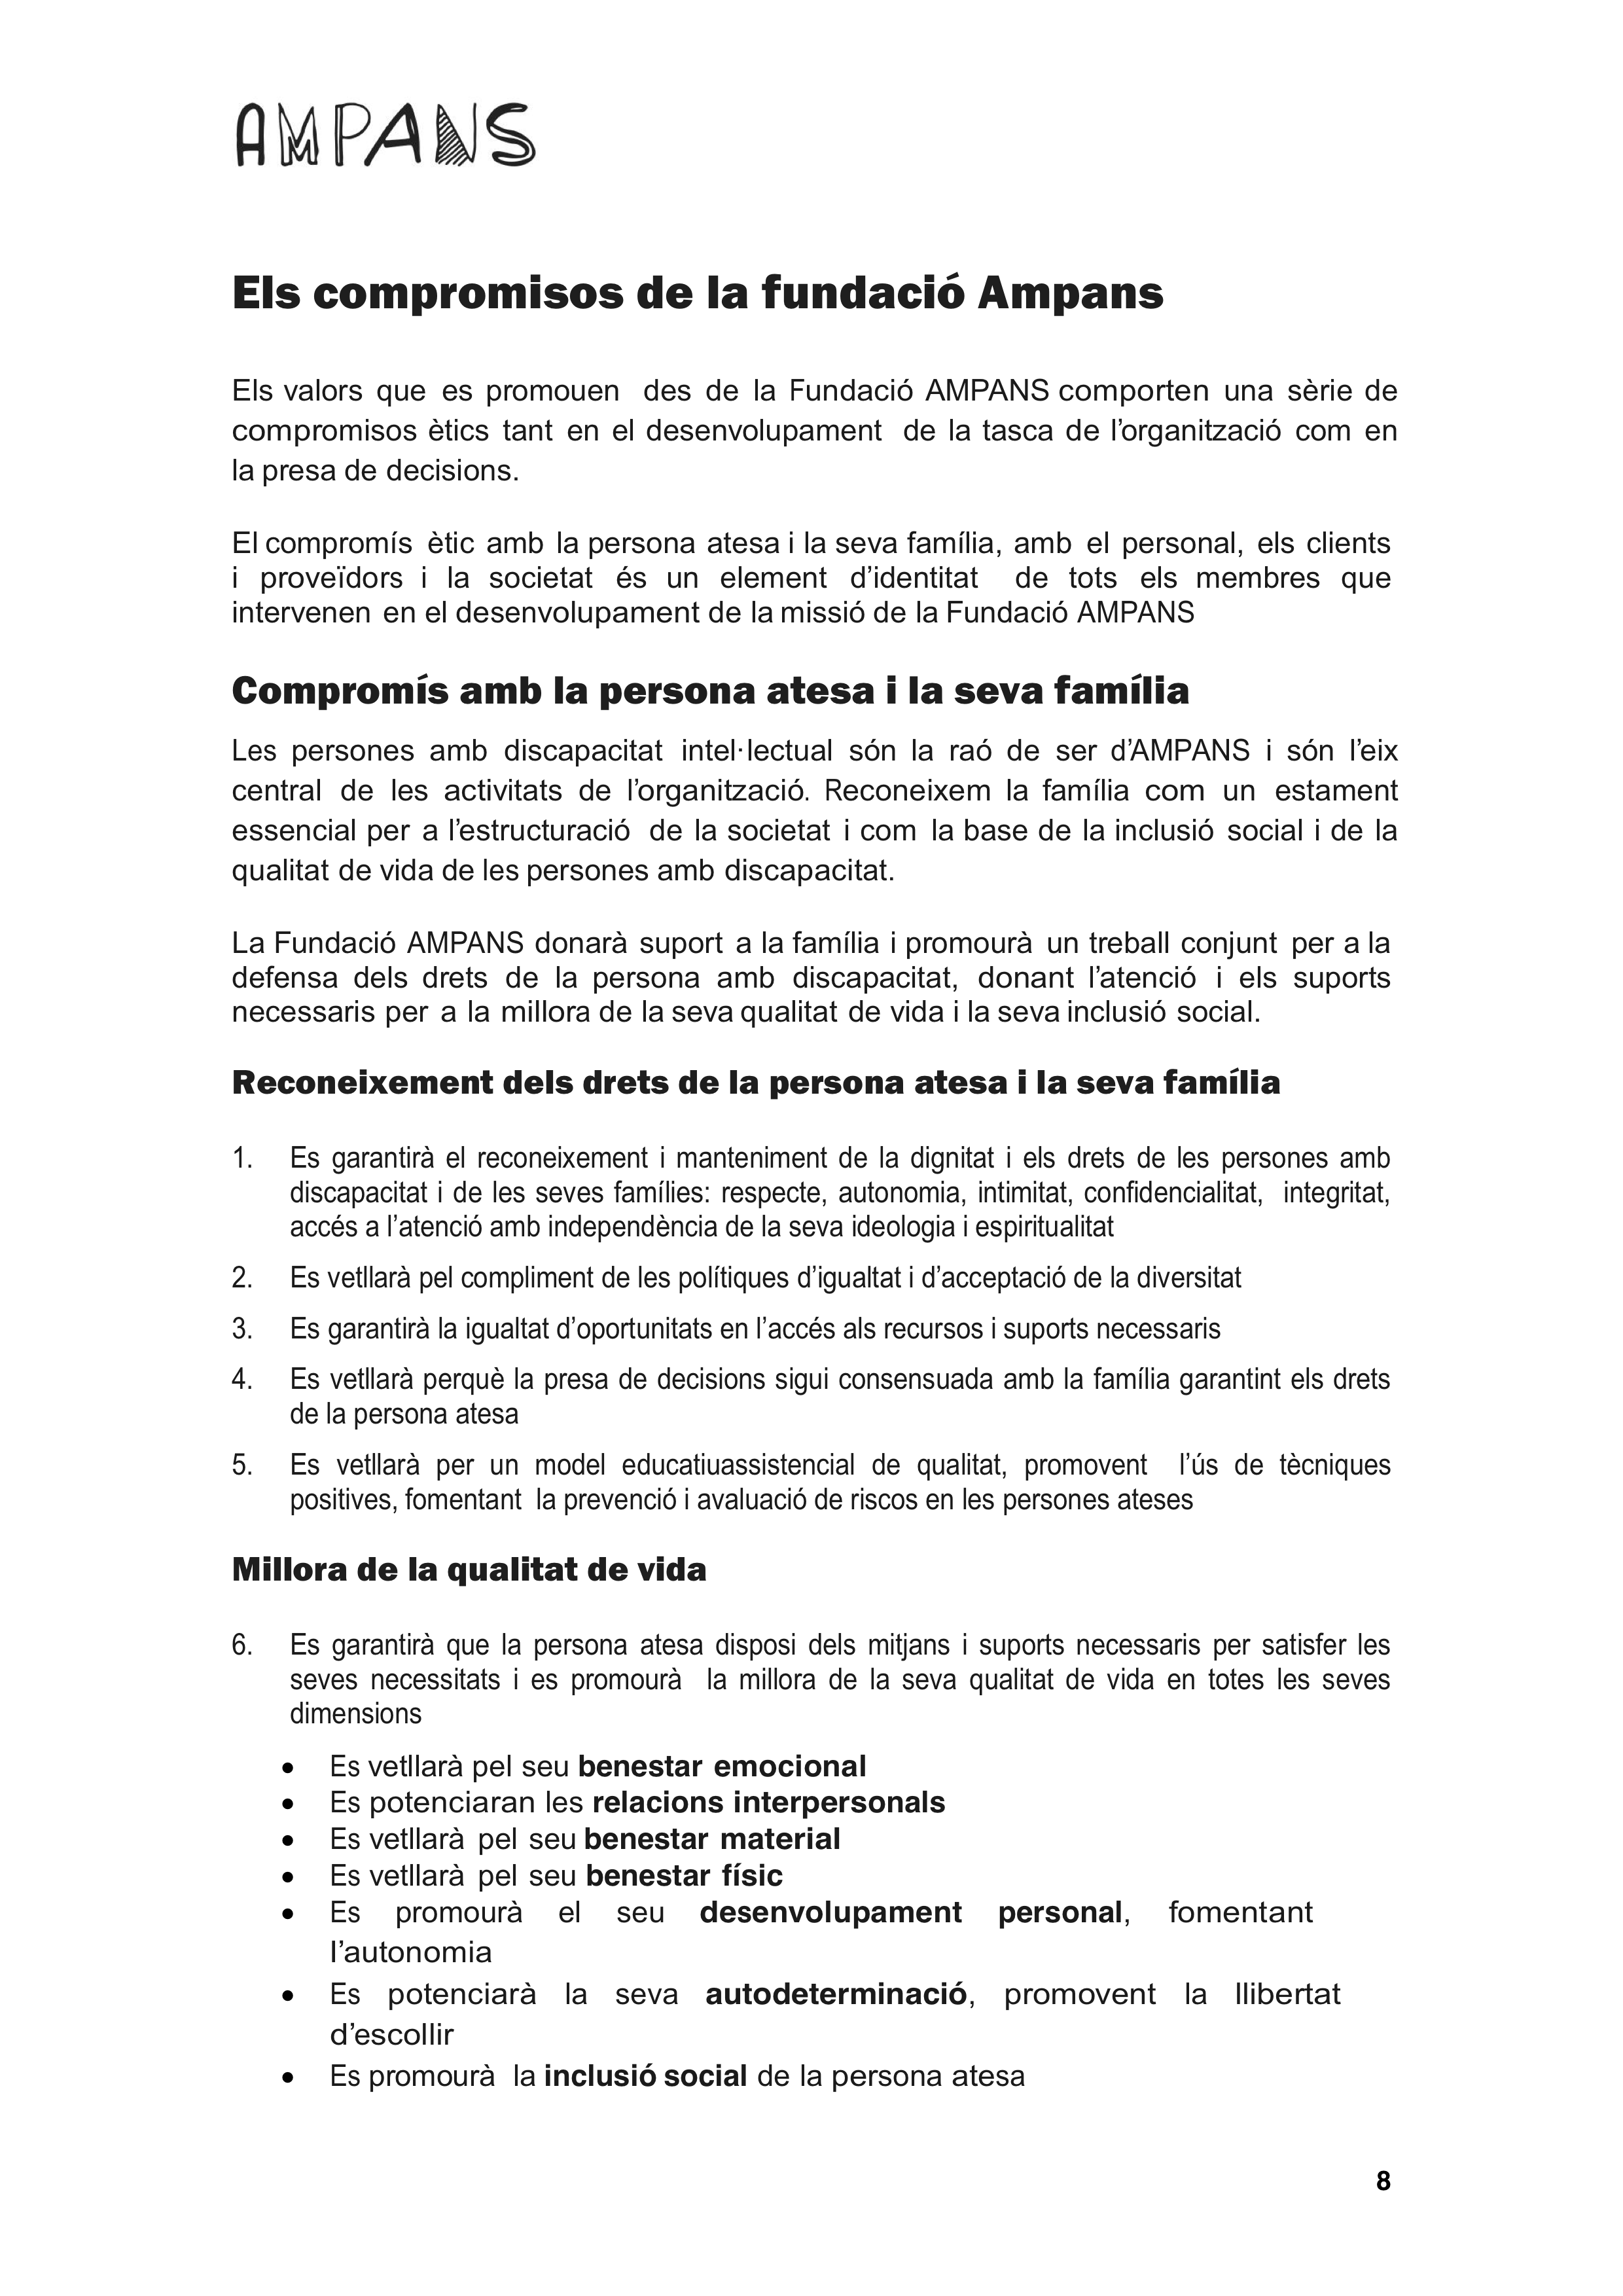 AMPANS
Els compromisos de la fundació Ampans
Els valors que es promouen des de la Fundació AMPANS comporten una sèrie de
compromisos ètics tant en el desenvolupament de la tasca de l’organització com en
la presa de decisions.
El compromís ètic amb la persona atesa i la seva família, amb el personal, els clients
i proveïdors i la societat és un element d’identitat de tots els membres que
intervenen en el desenvolupament de la missió de la Fundació AMPANS
Compromís amb la persona atesa i la seva família
Les persones amb discapacitat intel·lectual són la raó de ser d’AMPANS i són l’eix
central de les activitats de l’organització. Reconeixem la família com un estament
essencial per a l’estructuració de la societat i com la base de la inclusió social i de la
qualitat de vida de les persones amb discapacitat.
La Fundació AMPANS donarà suport a la família i promourà un treball conjunt per a la
defensa dels drets de la persona amb discapacitat, donant l’atenció i els suports
necessaris per a la millora de la seva qualitat de vida i la seva inclusió social.
Reconeixement dels drets de la persona atesa i la seva família
1. Es garantirà el reconeixement i manteniment de la dignitat i els drets de les persones amb
discapacitat i de les seves famílies: respecte, autonomia, intimitat, confidencialitat, integritat,
accés a l’atenció amb independència de la seva ideologia i espiritualitat
2. Es vetllarà pel compliment de les polítiques d’igualtat i d’acceptació de la diversitat
3. Es garantirà la igualtat d’oportunitats en l’accés als recursos i suports necessaris
4. Es vetllarà perquè la presa de decisions sigui consensuada amb la família garantint els drets
de la persona atesa
5. Es vetllarà per un model educatiuassistencial de qualitat, promovent l’ús de tècniques
positives, fomentant la prevenció i avaluació de riscos en les persones ateses
Millora de la qualitat de vida
6. Es garantirà que la persona atesa disposi dels mitjans i suports necessaris per satisfer les
seves necessitats i es promourà la millora de la seva qualitat de vida en totes les seves
dimensions
• Es vetllarà pel seu benestar emocional
• Es potenciaran les relacions interpersonals
• Es vetllarà pel seu benestar material
• Es vetllarà pel seu benestar físic
• Es promourà el seu desenvolupament personal, fomentant
l’autonomia
• Es potenciarà la seva autodeterminació, promovent la llibertat
d’escollir
• Es promourà la inclusió social de la persona atesa
8